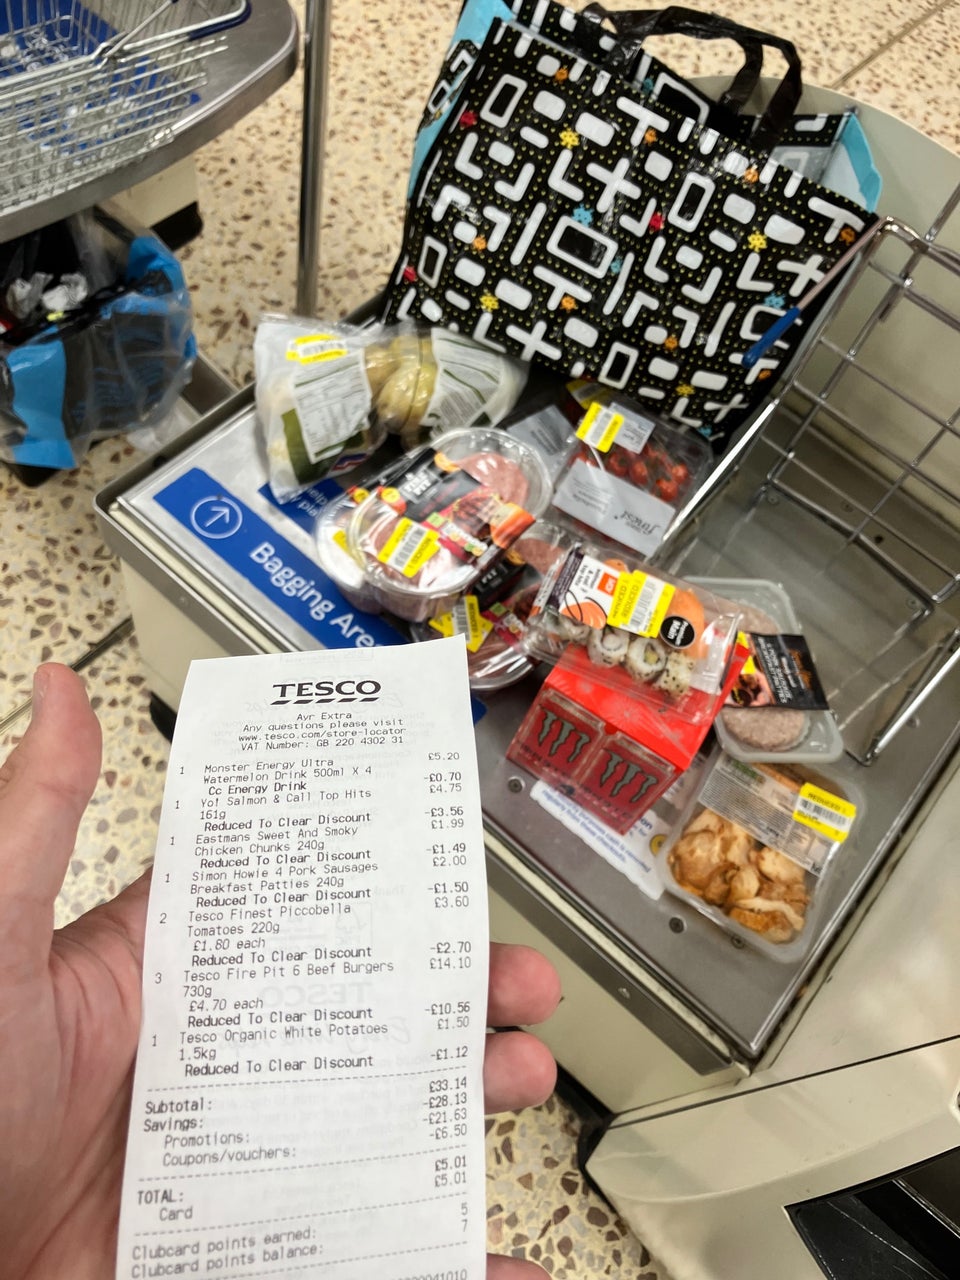 Bagging Area
finest
TESCO
Ayr Extra
Any questions please visit
www.tesco.com/store-locator
VAT Number: GB 220 4302 31
1 Monster Energy Ultra £5.20
Watermelon Drink 500ml X 4
Cc Energy Drink -£0.70
1 Yo! Salmon & Call Top Hits £4.75
161g
Reduced To Clear Discount -£3.56
1 Eastmans Sweet And Smoky £1.99
Chicken Chunks 240g
Reduced To Clear Discount -£1.49
1 Simon Howie 4 Pork Sausages £2.00
Breakfast Patties 240g
Reduced To Clear Discount -£1.50
2 Tesco Finest Piccobella £3.60
Tomatoes 220g
£1.80 each
Reduced To Clear Discount -£2.70
3 Tesco Fire Pit 6 Beef Burgers £14.10
730g
£4.70 each
Reduced To Clear Discount -£10.56
1 Tesco Organic White Potatoes £1.50
1.5kg
Reduced To Clear Discount -£1.12
Subtotal: £33.14
Savings: -£28.13
Promotions: -£21.63
Coupons/vouchers: -£6.50
TOTAL: £5.01
Card £5.01
Clubcard points earned: 5
Clubcard points balance: 7